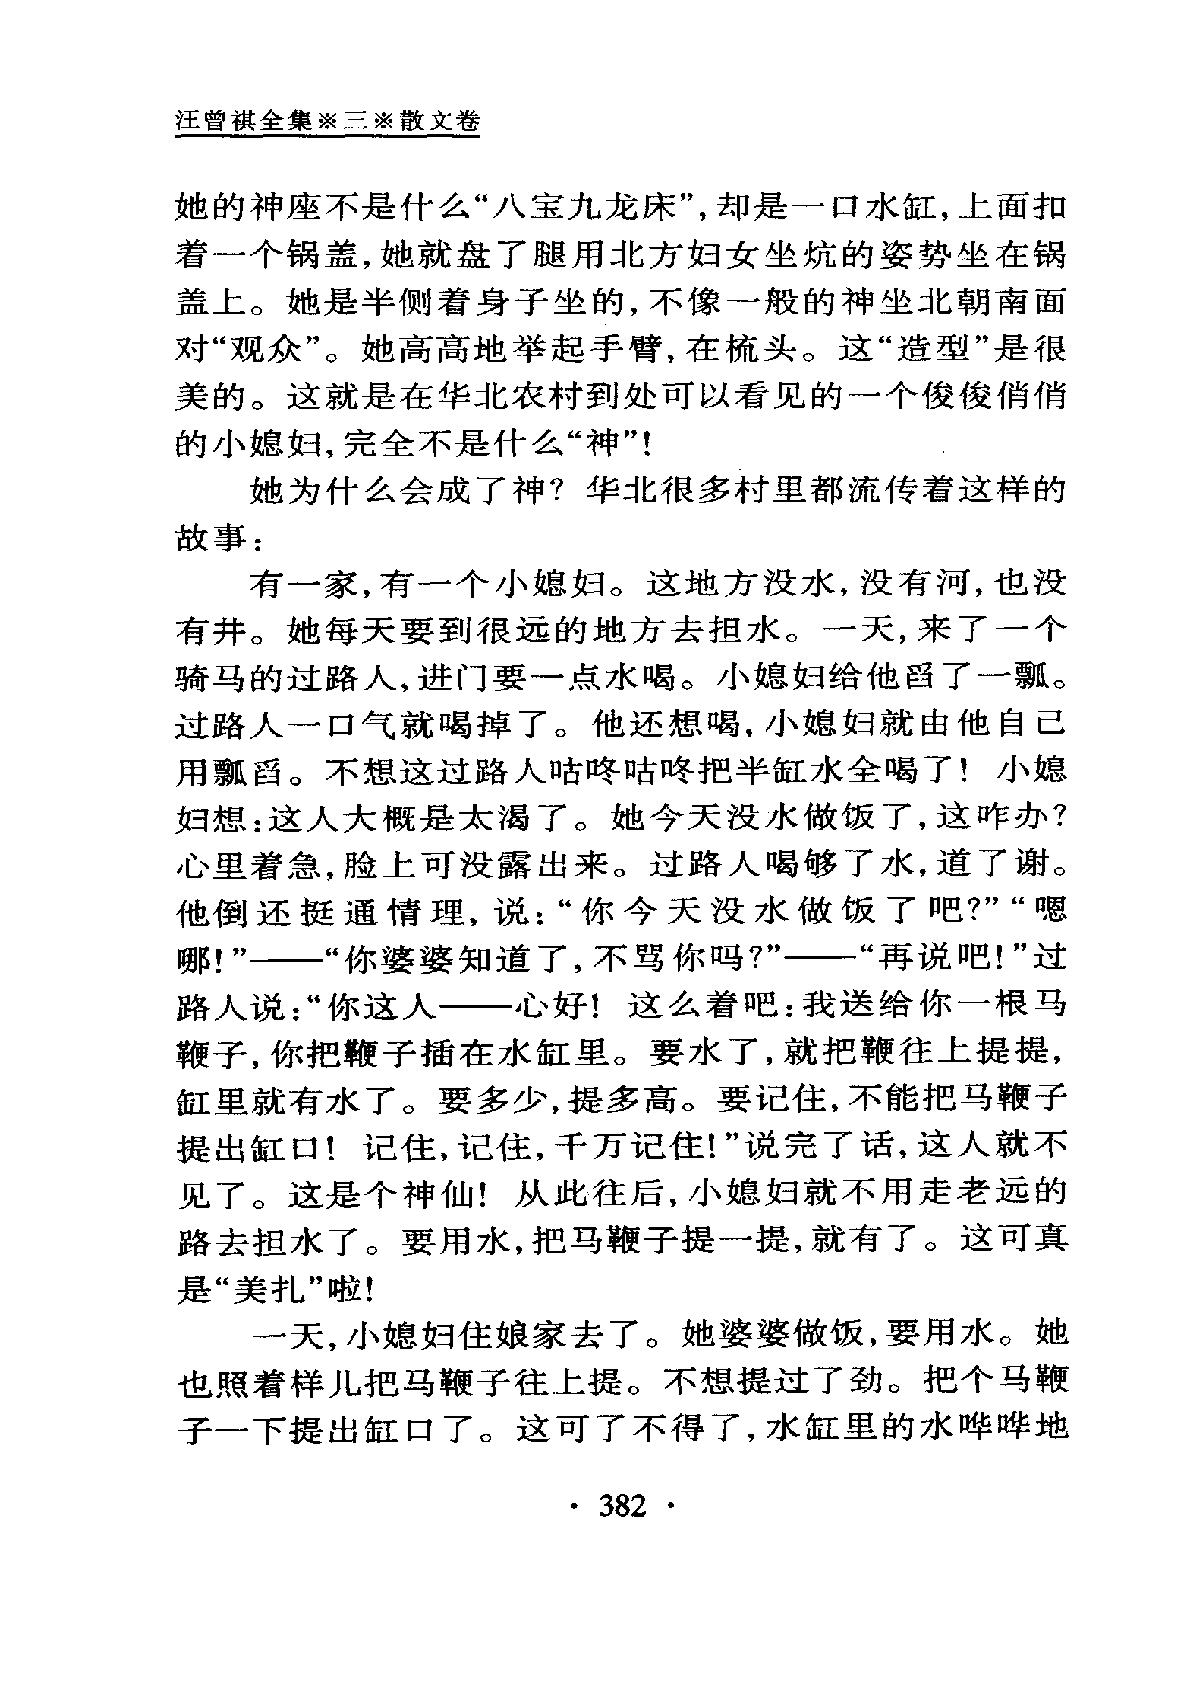 汪曾祺全集※三※散文卷
她的神座不是什么“八宝九龙床”,却是一口水缸,上面扣
着一个锅盖,她就盘了腿用北方妇女坐炕的姿势坐在锅
盖上。她是半侧着身子坐的,不像一般的神坐北朝南面
对“观众”。她高高地举起手臂,在梳头。这“造型”是很
美的。这就是在华北农村到处可以看见的一个俊俊俏俏
的小媳妇,完全不是什么“神”!
她为什么会成了神? 华北很多村里都流传着这样的
故事:
有一家,有一个小媳妇。这地方没水,没有河,也没
有井。她每天要到很远的地方去担水。一天,来了一个
骑马的过路人,进门要一点水喝。小媳妇给他舀了一瓢。
过路人一口气就喝掉了。他还想喝,小媳妇就由他自己
用瓢舀。不想这过路人咕咚咕咚把半缸水全喝了! 小媳
妇想:这人大概是太渴了。她今天没水做饭了,这咋办?
心里着急,脸上可没露出来。过路人喝够了水,道了谢。
他倒还挺通情理,说:“你今天没水做饭了吧?”“嗯
哪!”——“你婆婆知道了,不骂你吗?”——“再说吧!”过
路人说:“你这人——心好! 这么着吧:我送给你一根马
鞭子,你把鞭子插在水缸里。要水了,就把鞭往上提提,
缸里就有水了。要多少,提多高。要记住,不能把马鞭子
提出缸口! 记住,记住,千万记住!”说完了话,这人就不
见了。这是个神仙! 从此往后,小媳妇就不用走老远的
路去担水了。要用水,把马鞭子提一提,就有了。这可真
是“美扎”啦!
一天,小媳妇住娘家去了。她婆婆做饭,要用水。她
也照着样儿把马鞭子往上提。不想提过了劲。把个马鞭
子一下提出缸口了。这可了不得了,水缸里的水哗哗地
· 382 ·